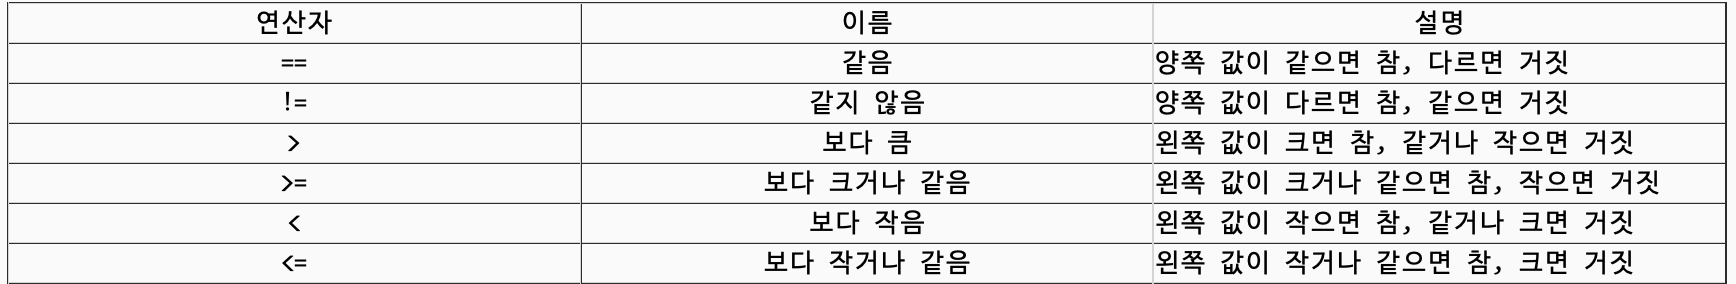 연산자 이름 설명
== 같음 양쪽 값이 같으면 참, 다르면 거짓
!= 같지 않음 양쪽 값이 다르면 참, 같으면 거짓
> 보다 큼 왼쪽 값이 크면 참, 같거나 작으면 거짓
>= 보다 크거나 같음 왼쪽 값이 크거나 같으면 참, 작으면 거짓
< 보다 작음 왼쪽 값이 작으면 참, 같거나 크면 거짓
<= 보다 작거나 같음 왼쪽 값이 작거나 같으면 참, 크면 거짓